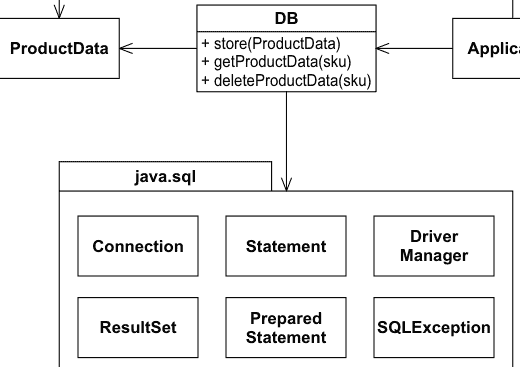 DB
ProductData
+ store(ProductData)
+ getProductData(sku)
+ deleteProductData(sku)
Applica
java.sql
Connection
Statement
Driver
Manager
ResultSet
Prepared
Statement
SQLException